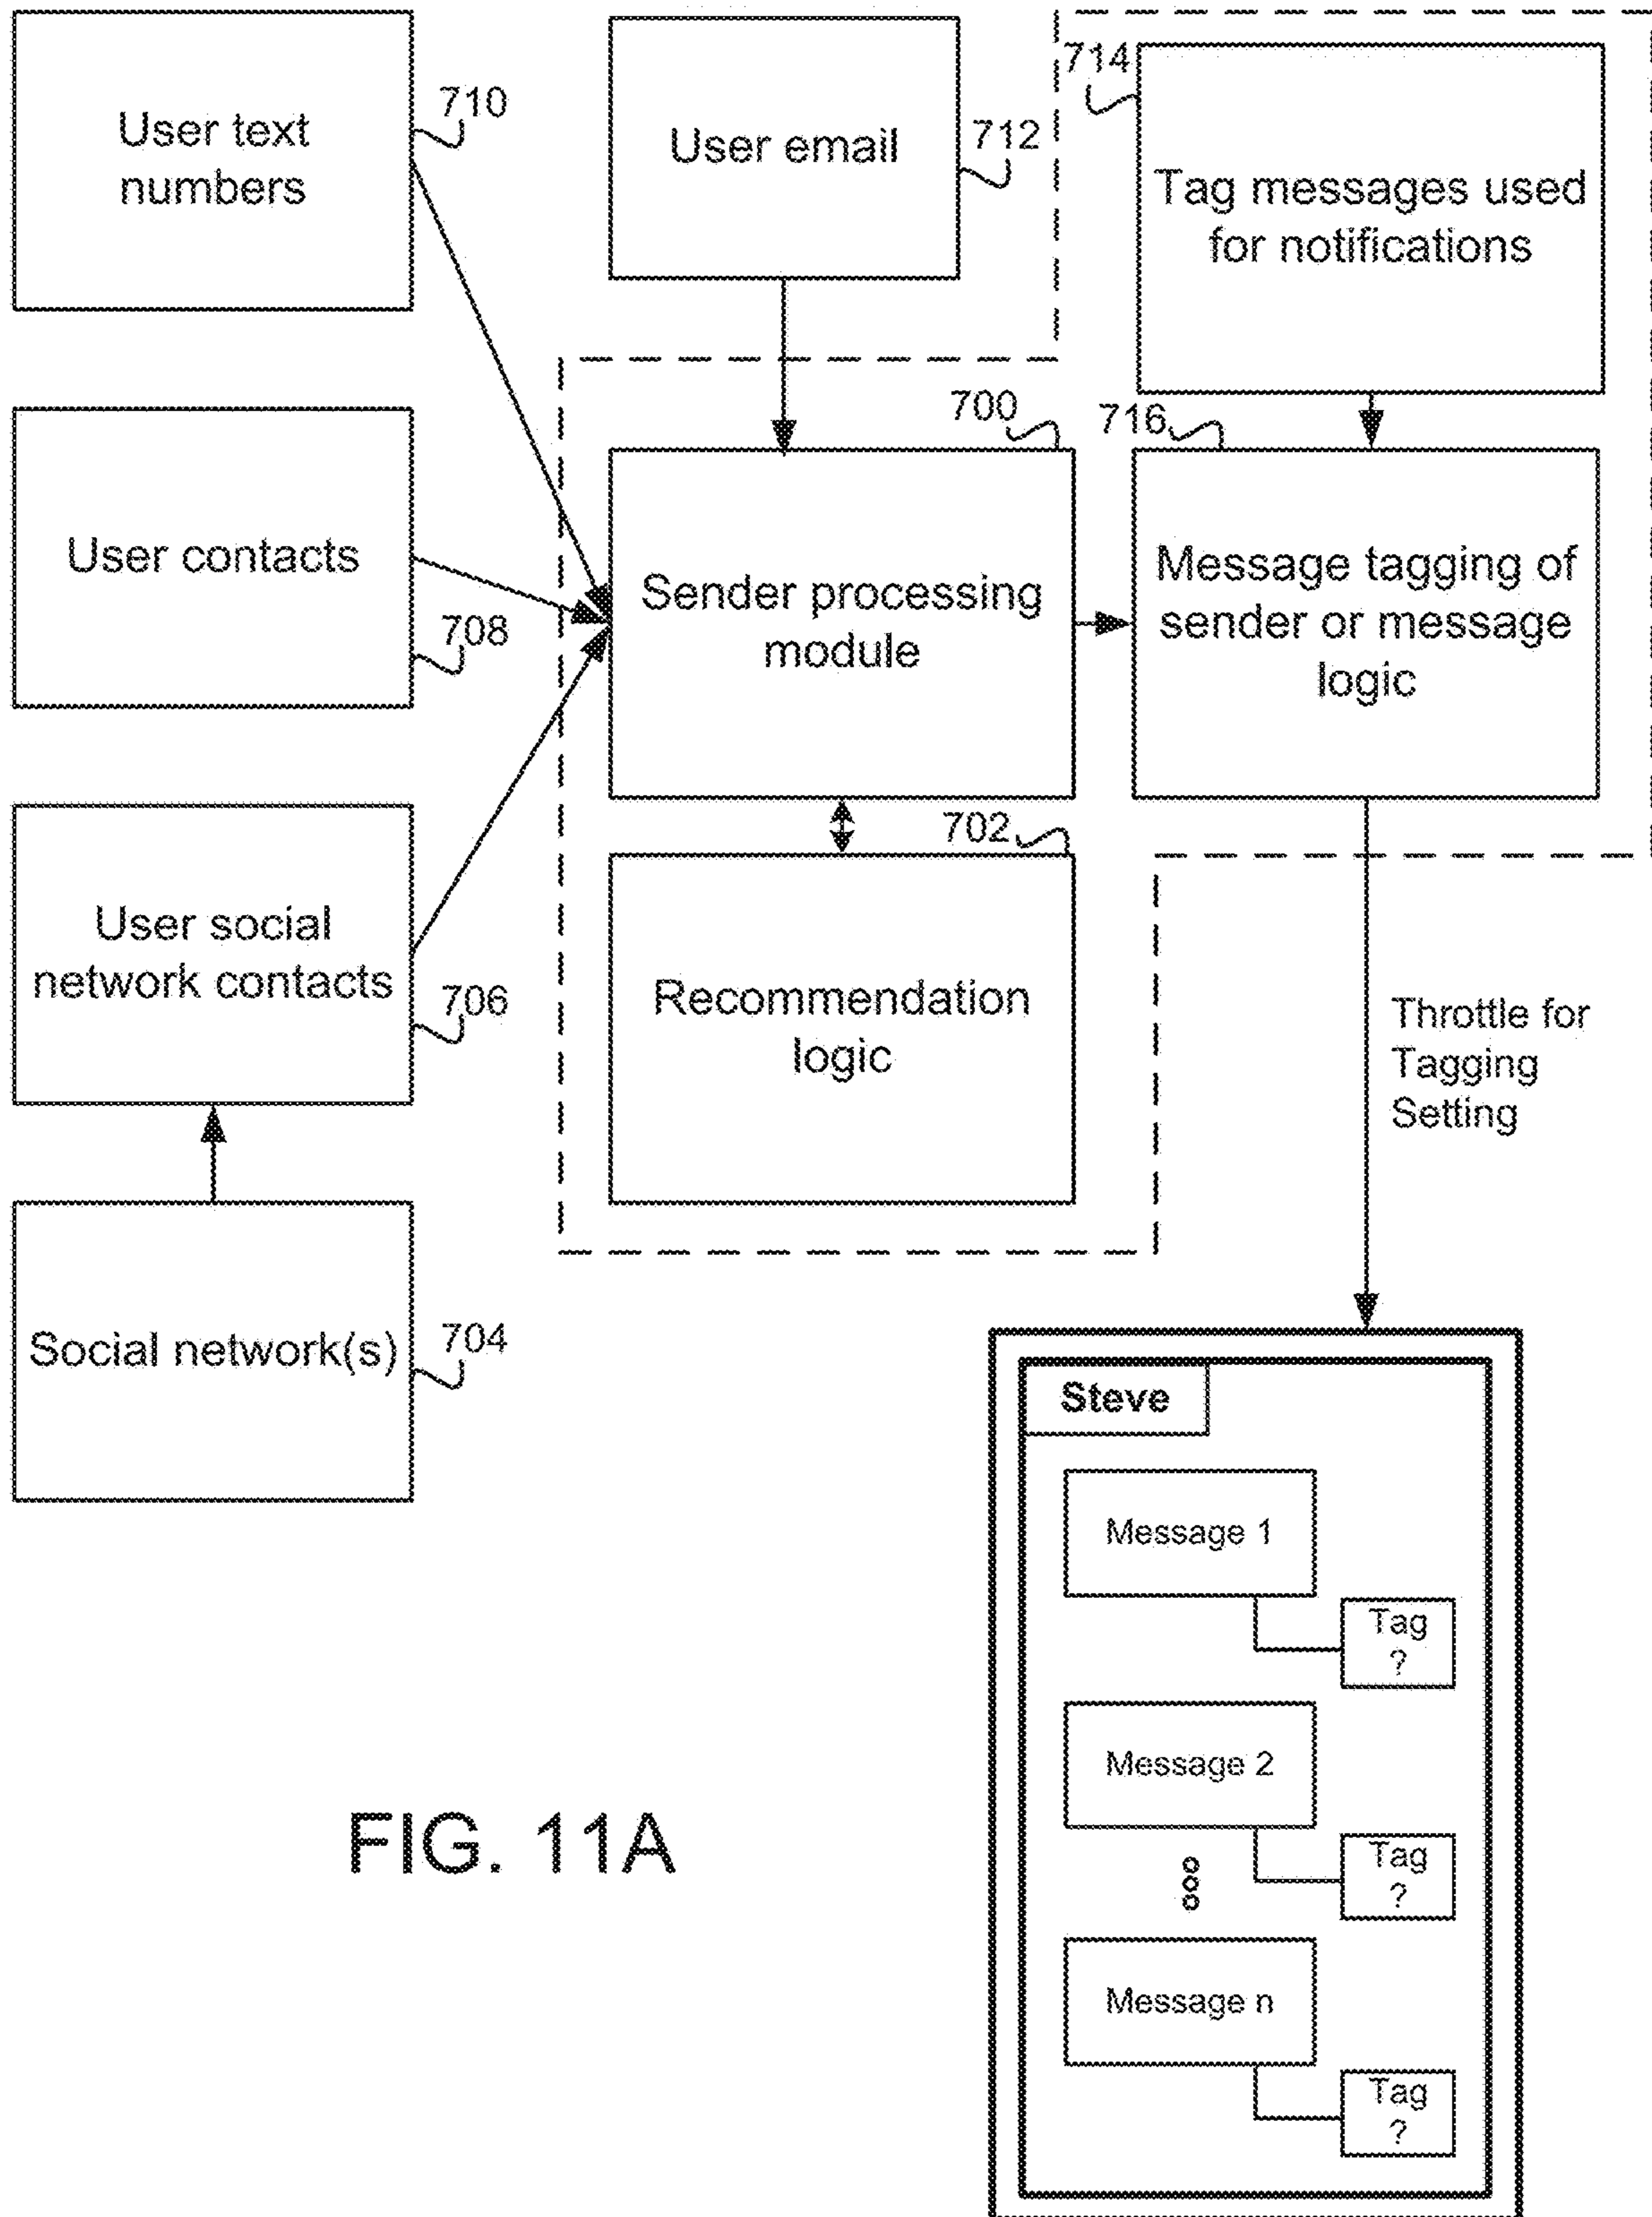 User text
numbers
710
User email
712
714
Tag messages used
for notifications
User contacts
708
700
Sender processing
module
716
Message tagging of
sender or message
logic
User social
network contacts
706
702
Recommendation
logic
Throttle for
Tagging
Setting
Social network(s)
704
Steve
Message 1
Tag
?
Message 2
Tag
?
Message n
Tag
?
FIG. 11A